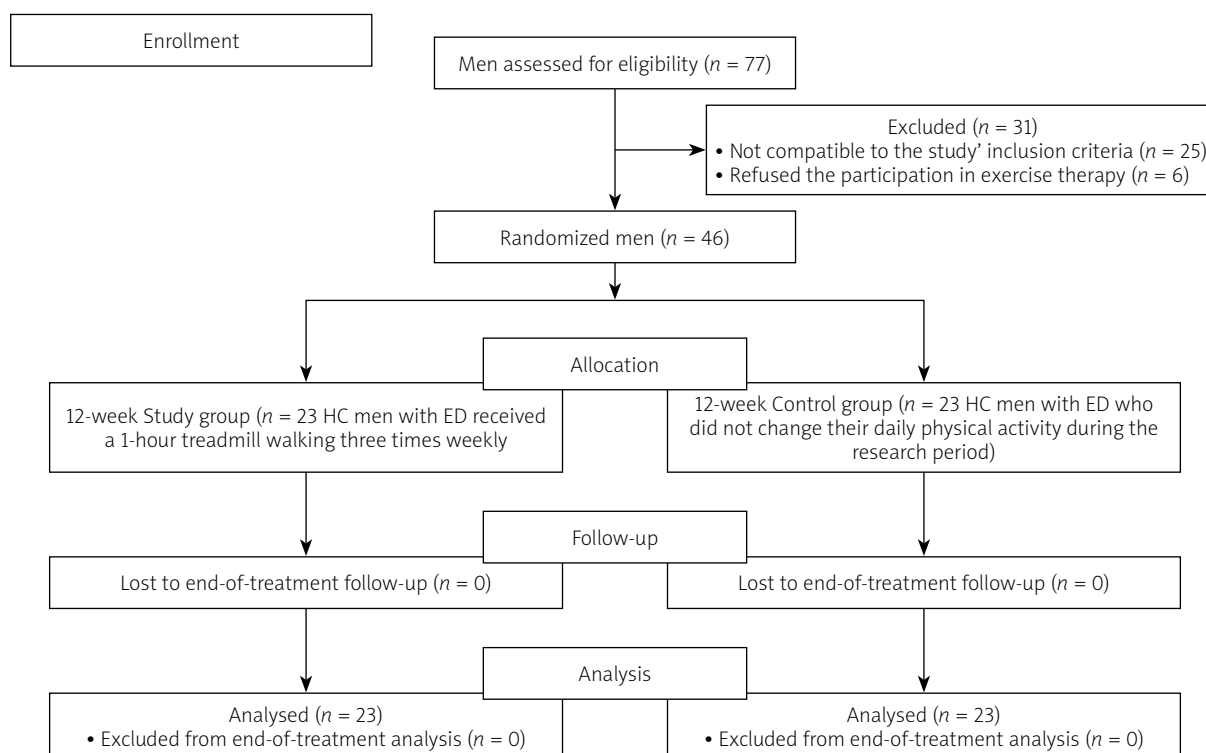 Enrollment
Men assessed for eligibility (n = 77)
Excluded (n = 31)
• Not compatible to the study’ inclusion criteria (n = 25)
• Refused the participation in exercise therapy (n = 6)
Randomized men (n = 46)
Allocation
12-week Study group (n = 23 HC men with ED received
a 1-hour treadmill walking three times weekly
12-week Control group (n = 23 HC men with ED who
did not change their daily physical activity during the
research period)
Follow-up
Lost to end-of-treatment follow-up (n = 0)
Lost to end-of-treatment follow-up (n = 0)
Analysis
Analysed (n = 23)
• Excluded from end-of-treatment analysis (n = 0)
Analysed (n = 23)
• Excluded from end-of-treatment analysis (n = 0)